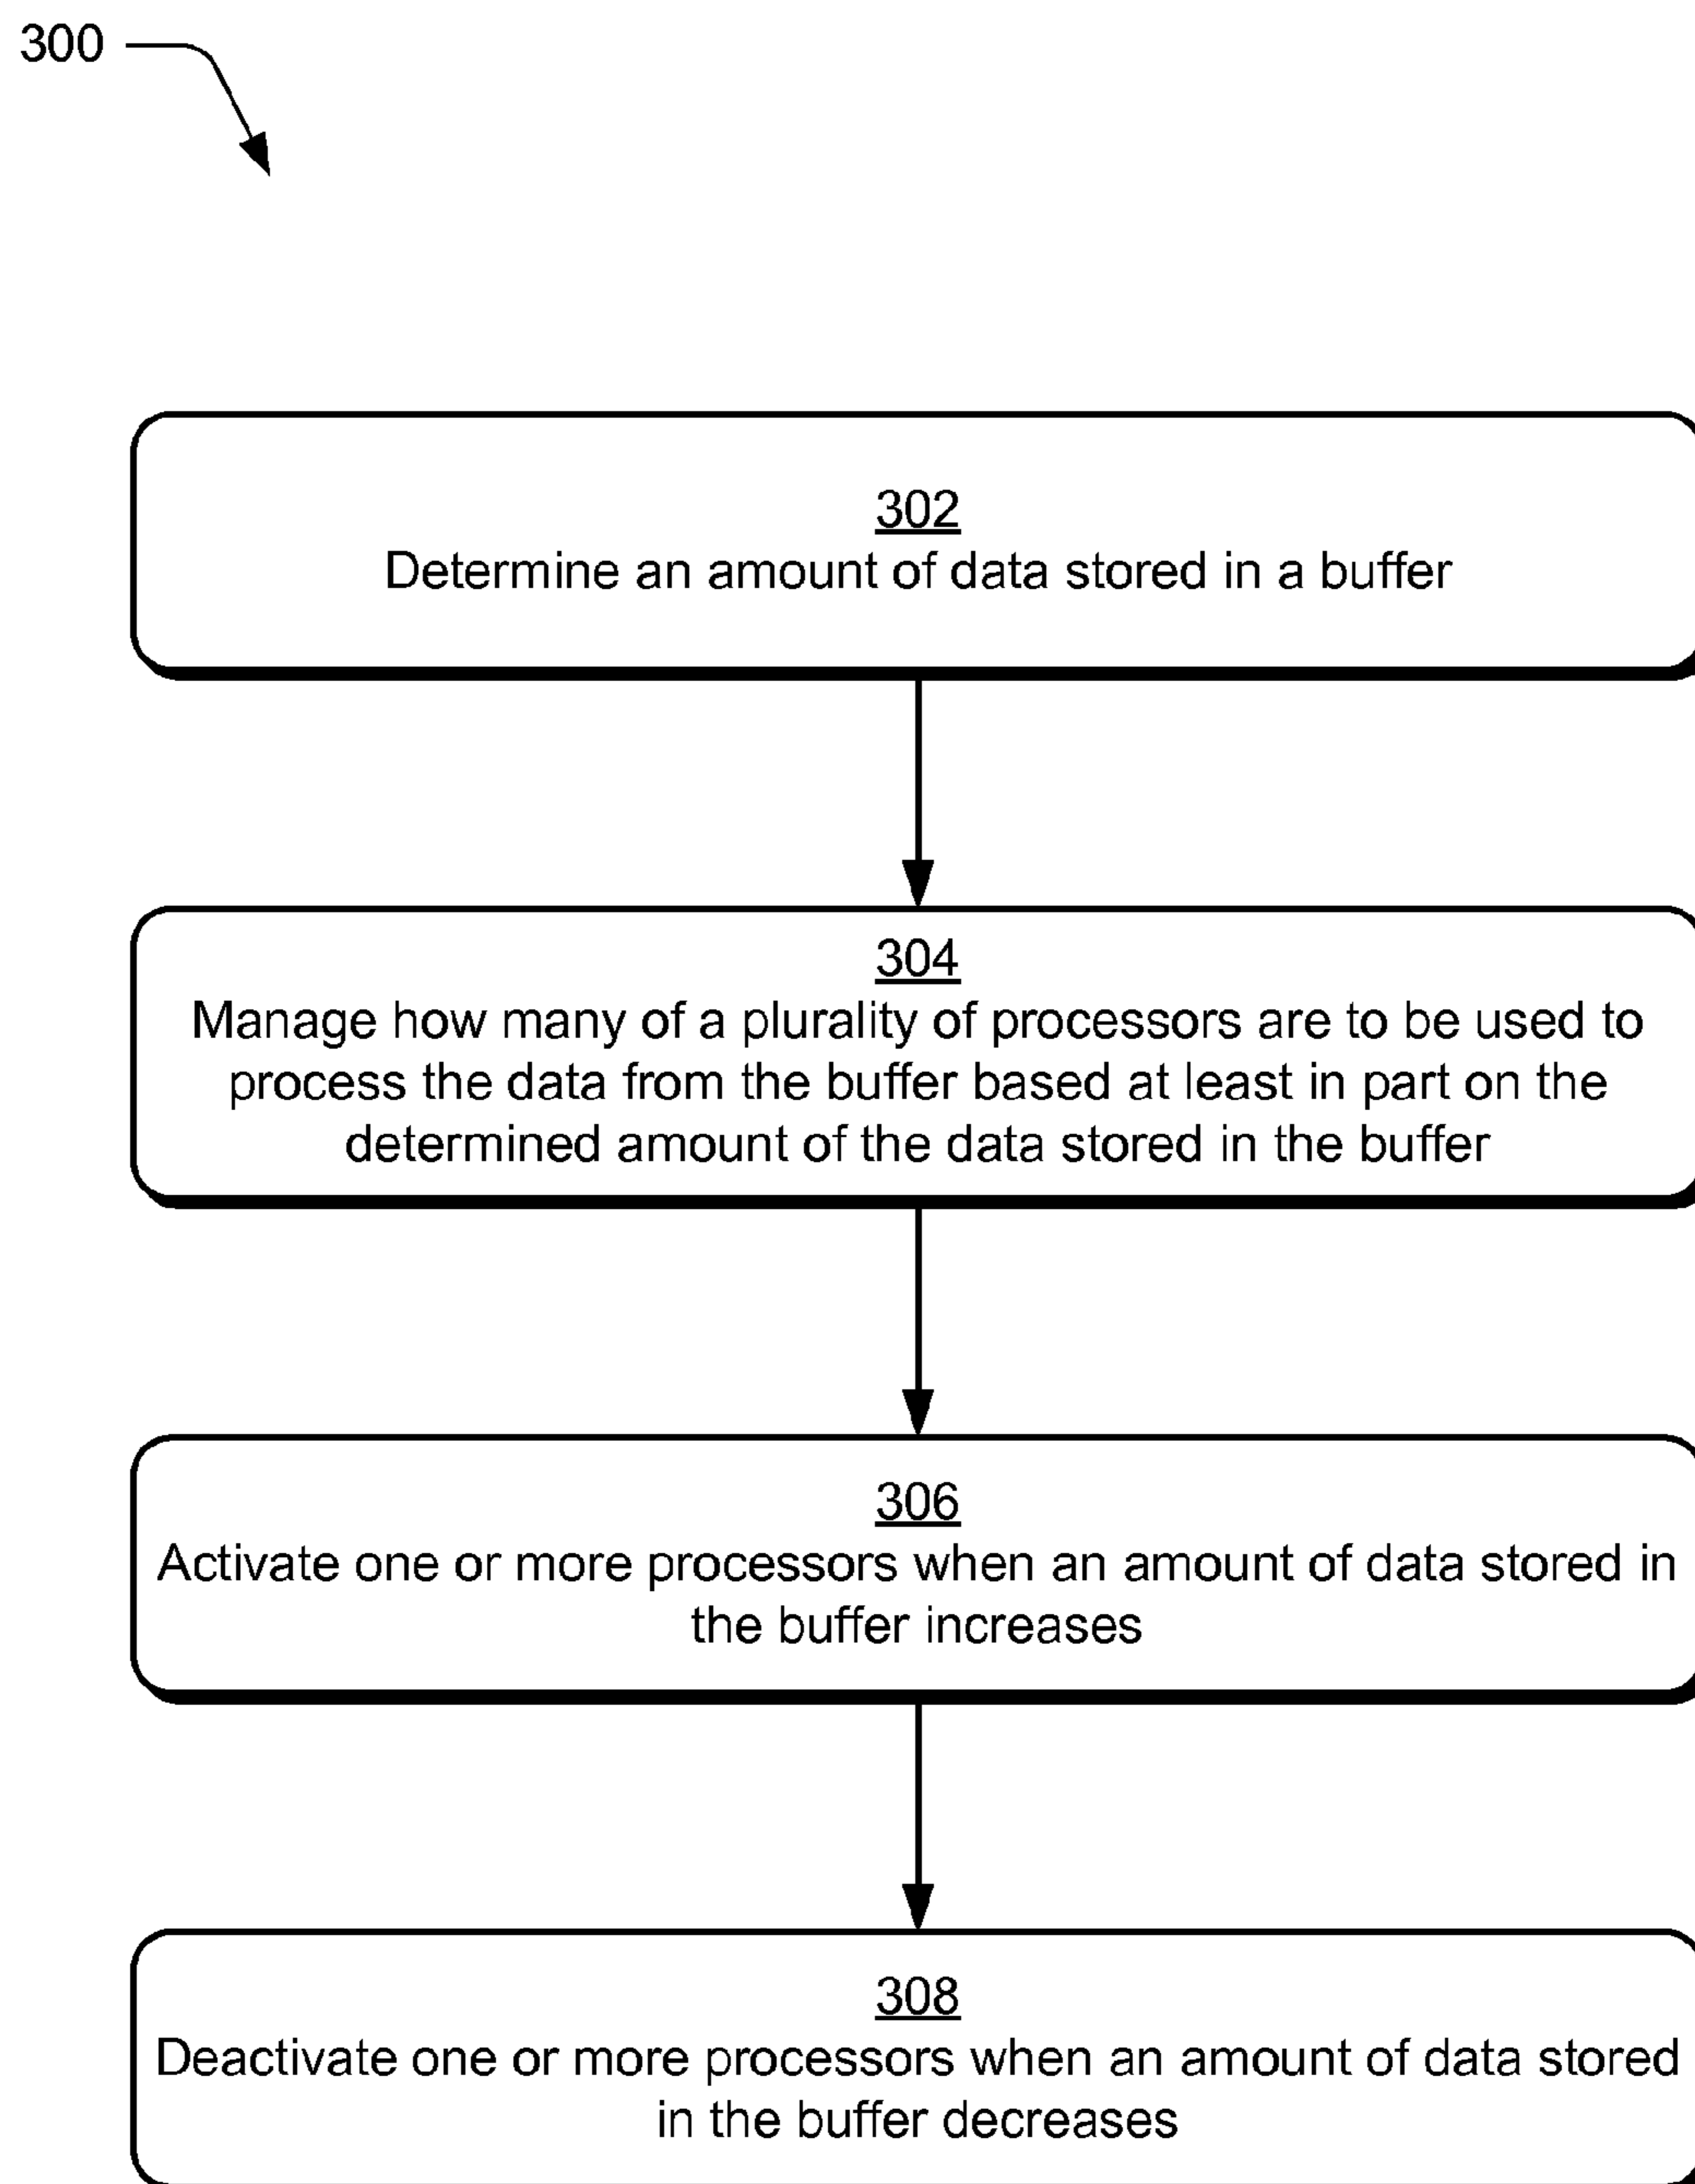 300
302
Determine an amount of data stored in a buffer
304
Manage how many of a plurality of processors are to be used to
process the data from the buffer based at least in part on the
determined amount of the data stored in the buffer
306
Activate one or more processors when an amount of data stored in
the buffer increases
308
Deactivate one or more processors when an amount of data stored
in the buffer decreases